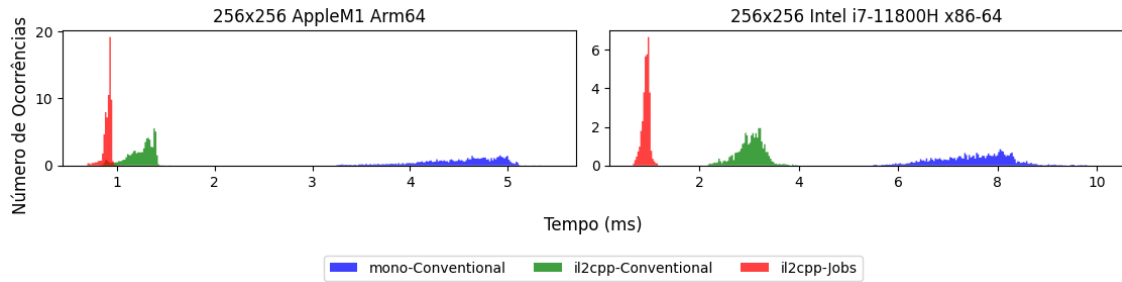 256x256 AppleM1 Arm64
256x256 Intel i7-11800H x86-64
Número de Ocorrências
20
10
0
1
2
3
4
5
6
4
2
0
2
4
6
8
10
Tempo (ms)
mono-Conventional
il2cpp-Conventional
il2cpp-Jobs